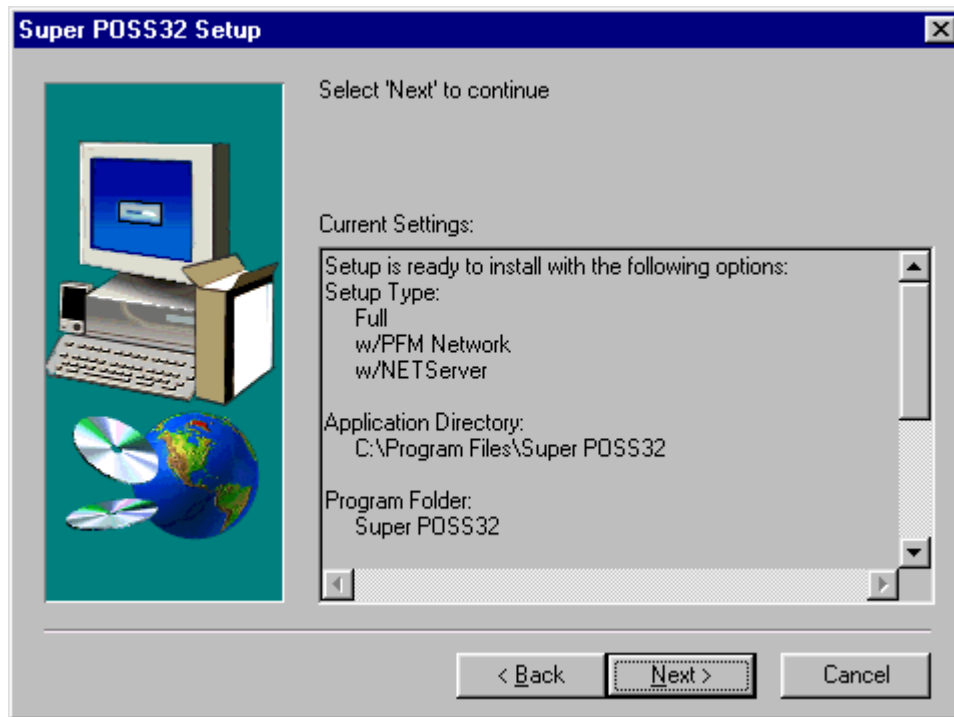 Super POSS32 Setup
Select 'Next' to continue
Current Settings:
Setup is ready to install with the following options:
Setup Type:
Full
w/PFM Network
w/NETServer
Application Directory:
C:\Program Files\Super POSS32
Program Folder:
Super POSS32
< Back
Next >
Cancel